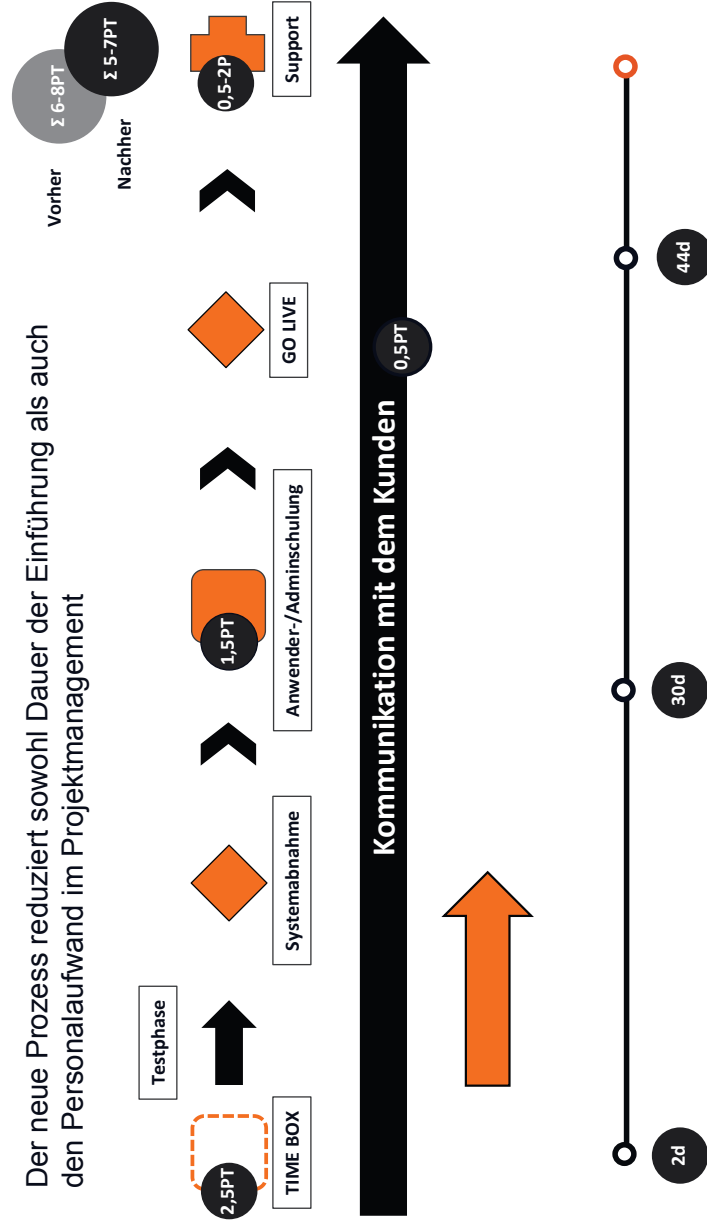 Der neue Prozess reduziert sowohl Dauer der Einführung als auch
den Personalaufwand im Projektmanagement
Vorher
Σ 6-8PT
Nachher
Σ 5-7PT
Testphase
2,5PT
1,5PT
0,5-2P
TIME BOX
Systemabnahme
Anwender-/Adminschulung
GO LIVE
Support
Kommunikation mit dem Kunden
0,5PT
2d
30d
44d